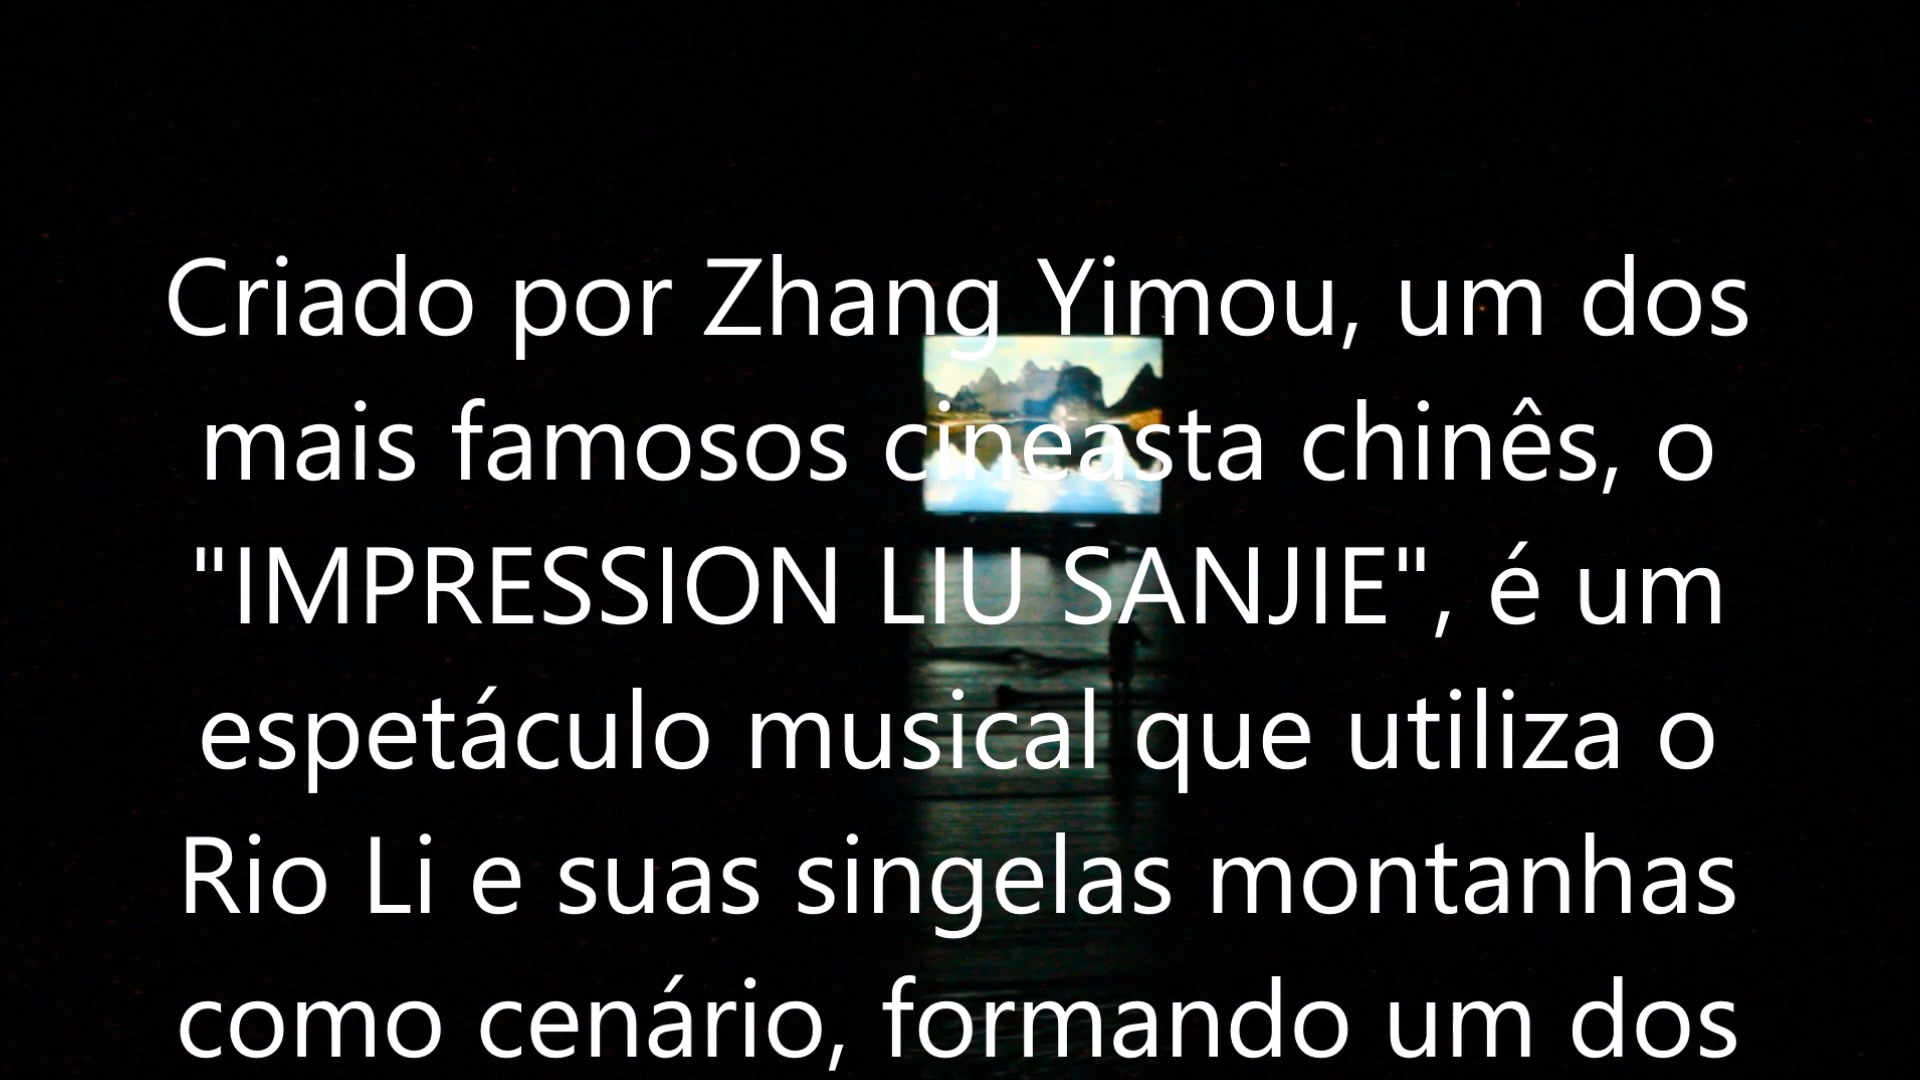 Criado por Zhang Yimou, um dos
mais famosos cineasta chinês, o
"IMPRESSION LIU SANJIE", é um
espetáculo musical que utiliza o
Rio Li e suas singelas montanhas
como cenário, formando um dos